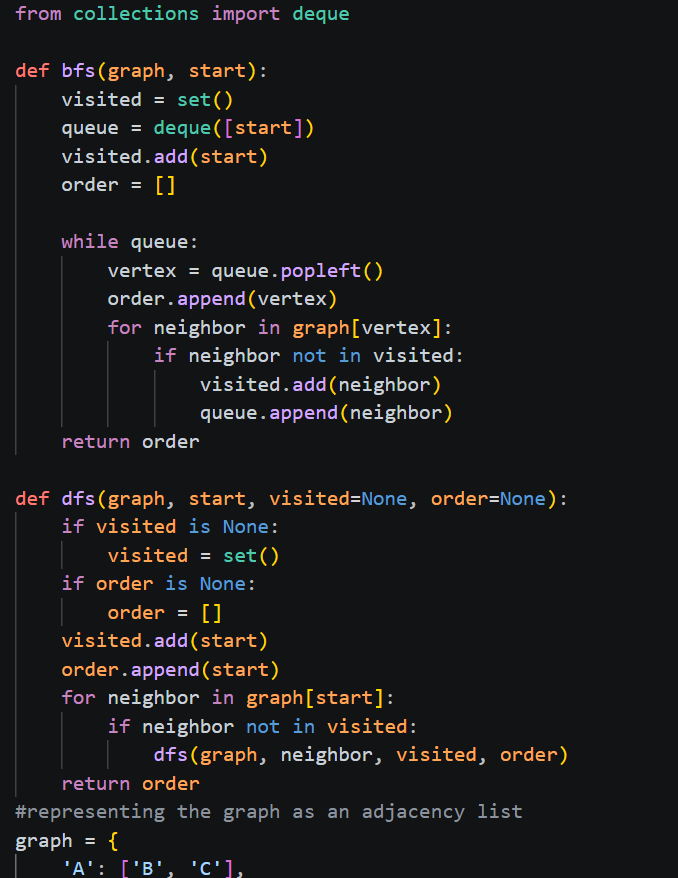 from collections import deque

def bfs(graph, start):
    visited = set()
    queue = deque([start])
    visited.add(start)
    order = []

    while queue:
        vertex = queue.popleft()
        order.append(vertex)
        for neighbor in graph[vertex]:
            if neighbor not in visited:
                visited.add(neighbor)
                queue.append(neighbor)
    return order

def dfs(graph, start, visited=None, order=None):
    if visited is None:
        visited = set()
    if order is None:
        order = []
    visited.add(start)
    order.append(start)
    for neighbor in graph[start]:
        if neighbor not in visited:
            dfs(graph, neighbor, visited, order)
    return order
#representing the graph as an adjacency list
graph = {
    'A': ['B', 'C'],